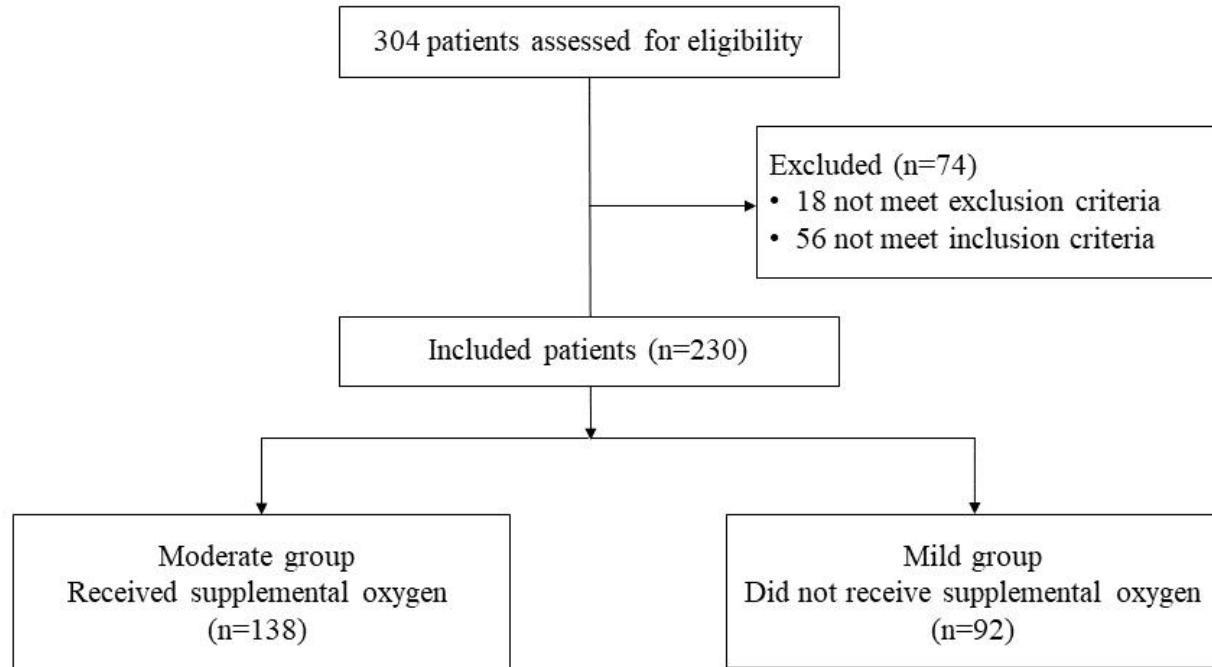 304 patients assessed for eligibility
Excluded (n=74)
• 18 not meet exclusion criteria
• 56 not meet inclusion criteria
Included patients (n=230)
Moderate group
Received supplemental oxygen
(n=138)
Mild group
Did not receive supplemental oxygen
(n=92)